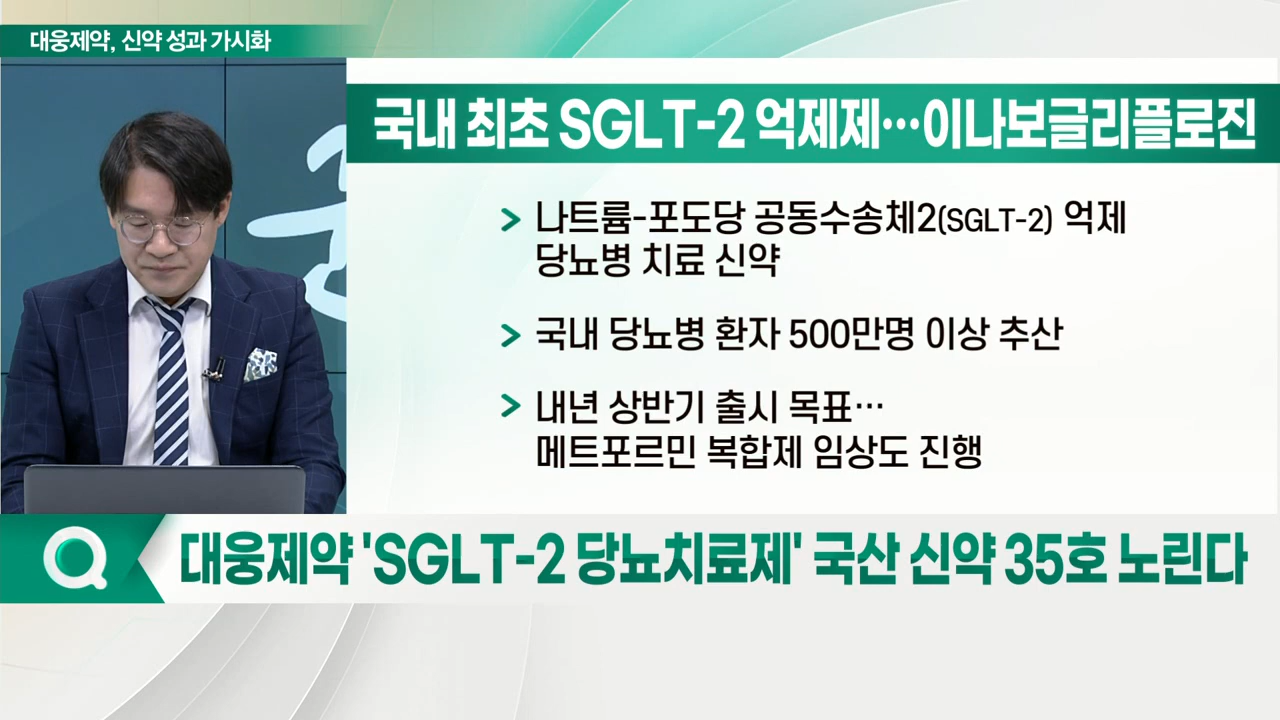 대웅제약, 신약 성과 가시화
국내 최초 SGLT-2 억제제…이나보글리플로진
> 나트륨-포도당 공동수송체2(SGLT-2) 억제
당뇨병 치료 신약
> 국내 당뇨병 환자 500만명 이상 추산
> 내년 상반기 출시 목표…
메트포르민 복합제 임상도 진행
대웅제약 'SGLT-2 당뇨치료제' 국산 신약 35호 노린다